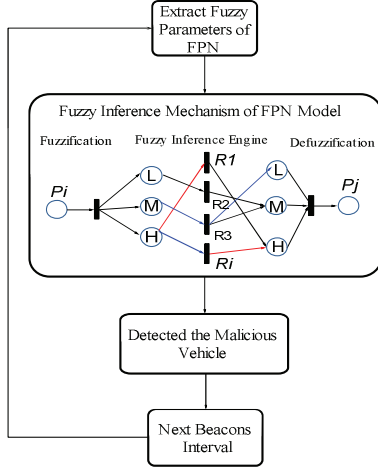 Extract Fuzzy
Parameters of
FPN
Fuzzy Inference Mechanism of FPN Model
Fuzzification
Fuzzy Inference Engine
Defuzzification
Pi
L
M
H
R1
R2
R3
Ri
L
M
H
Pj
Detected the Malicious
Vehicle
Next Beacons
Interval